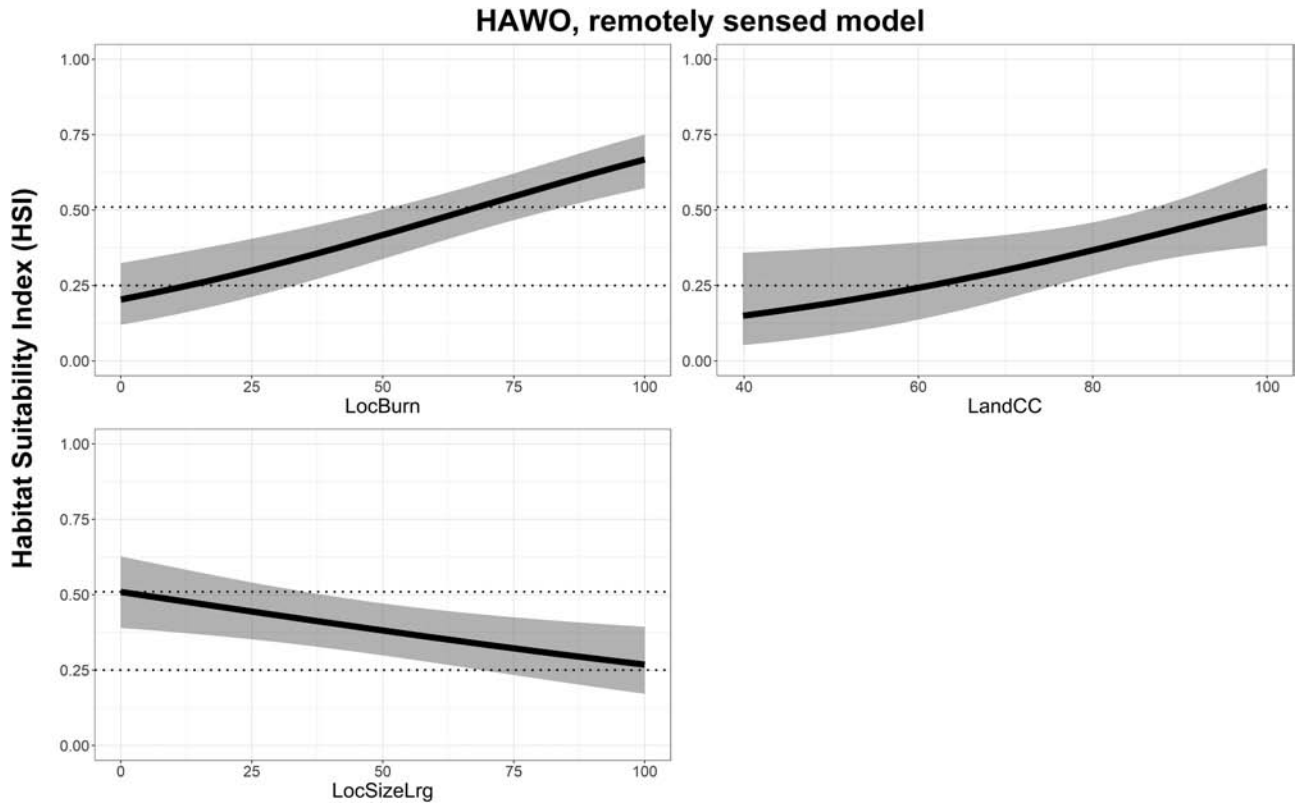 HAWO, remotely sensed model
Habitat Suitability Index (HSI)
1.00
0.75
0.50
0.25
0.00
0 25 50 75 100
LocBurn
1.00
0.75
0.50
0.25
0.00
40 60 80 100
LandCC
1.00
0.75
0.50
0.25
0.00
0 25 50 75 100
LocSizeLrg